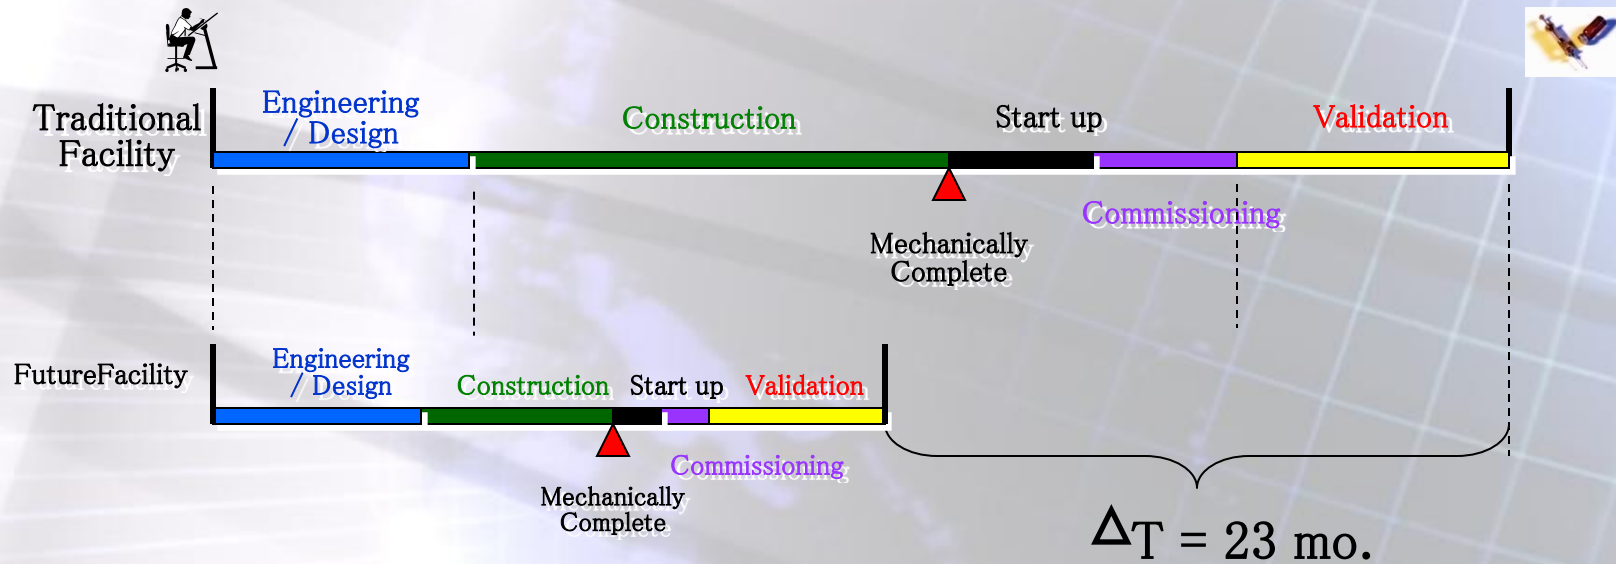 Traditional
Facility
Engineering
/ Design
Construction
Start up
Validation
Commissioning
Mechanically
Complete
FutureFacility
Engineering
/ Design
Construction
Start up
Validation
Commissioning
Mechanically
Complete
ΔT = 23 mo.